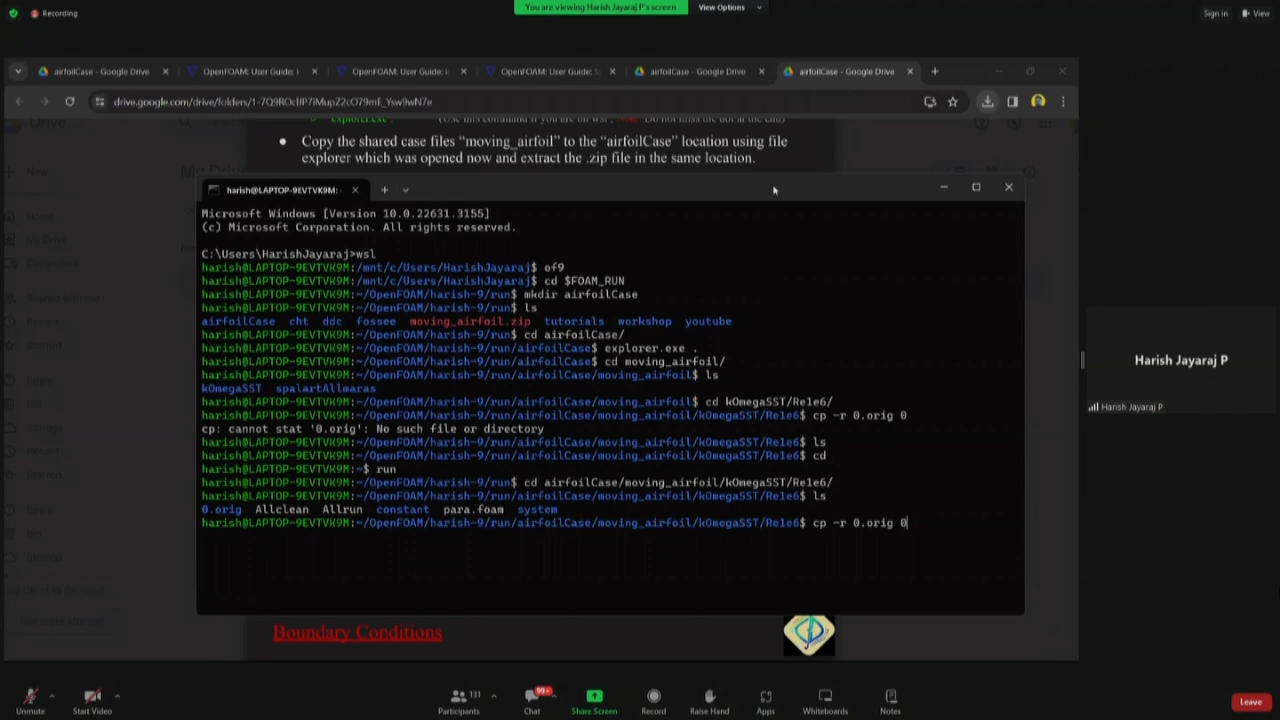 Recording
You are viewing Harish Jayaraj P's screen
View Options
Sign in
View
airfoilCase - Google Drive
OpenFOAM: User Guide:
OpenFOAM: User Guide:
OpenFOAM: User Guide:
airfoilCase - Google Drive
airfoilCase - Google Drive
Drive
• Copy the shared case files “moving_airfoil” to the “airfoilCase” location using file
explorer which was opened now and extract the .zip file in the same location.
New
My Dr
Home
My Drive
harish@LAPTOP-9EVTVK9M: -
Microsoft Windows [Version 10.0.22631.3155]
(c) Microsoft Corporation. All rights reserved.
C:\Users\HarishJayaraj>wsl
harish@LAPTOP-9EVTVK9M:/mnt/c/Users/HarishJayaraj$ of9
harish@LAPTOP-9EVTVK9M:/mnt/c/Users/HarishJayaraj$ cd $FOAM_RUN
harish@LAPTOP-9EVTVK9M:~/OpenFOAM/harish-9/run$ mkdir airfoilCase
harish@LAPTOP-9EVTVK9M:~/OpenFOAM/harish-9/run$ ls
airfoilCase cht ddc fossee moving_airfoil.zip tutorials workshop youtube
harish@LAPTOP-9EVTVK9M:~/OpenFOAM/harish-9/run$ cd airfoilCase/
harish@LAPTOP-9EVTVK9M:~/OpenFOAM/harish-9/run/airfoilCase$ explorer.exe .
harish@LAPTOP-9EVTVK9M:~/OpenFOAM/harish-9/run/airfoilCase$ cd moving_airfoil/
harish@LAPTOP-9EVTVK9M:~/OpenFOAM/harish-9/run/airfoilCase/moving_airfoil$ ls
kOmegaSST spalartAllmaras
harish@LAPTOP-9EVTVK9M:~/OpenFOAM/harish-9/run/airfoilCase/moving_airfoil$ cd kOmegaSST/Re1e6/
harish@LAPTOP-9EVTVK9M:~/OpenFOAM/harish-9/run/airfoilCase/moving_airfoil/kOmegaSST/Re1e6$ cp -r 0.orig 0
cp: cannot stat '0.orig': No such file or directory
harish@LAPTOP-9EVTVK9M:~/OpenFOAM/harish-9/run/airfoilCase/moving_airfoil/kOmegaSST/Re1e6$ ls
harish@LAPTOP-9EVTVK9M:~/OpenFOAM/harish-9/run/airfoilCase/moving_airfoil/kOmegaSST/Re1e6$ cd
harish@LAPTOP-9EVTVK9M:~$ run
harish@LAPTOP-9EVTVK9M:~/OpenFOAM/harish-9/run$ cd airfoilCase/moving_airfoil/kOmegaSST/Re1e6/
harish@LAPTOP-9EVTVK9M:~/OpenFOAM/harish-9/run/airfoilCase/moving_airfoil/kOmegaSST/Re1e6$ ls
0.orig Allclean Allrun constant para.foam system
harish@LAPTOP-9EVTVK9M:~/OpenFOAM/harish-9/run/airfoilCase/moving_airfoil/kOmegaSST/Re1e6$ cp -r 0.orig 0
Boundary Conditions
Harish Jayaraj P
Harish Jayaraj P
Unmute
Start Video
Participants 131
Chat 99+
Share Screen
Record
Raise Hand
Apps
Whiteboards
Notes
Leave